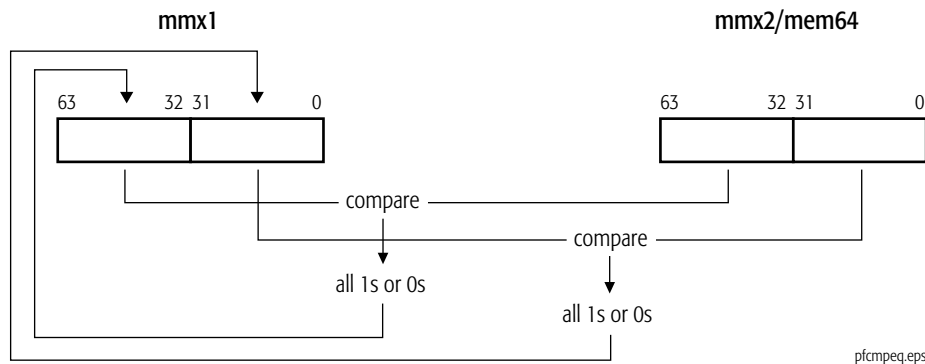 mmx1 mmx2/mem64
63 32 31 0 63 32 31 0
compare
compare
all 1s or 0s
all 1s or 0s
pfcmpeq.eps